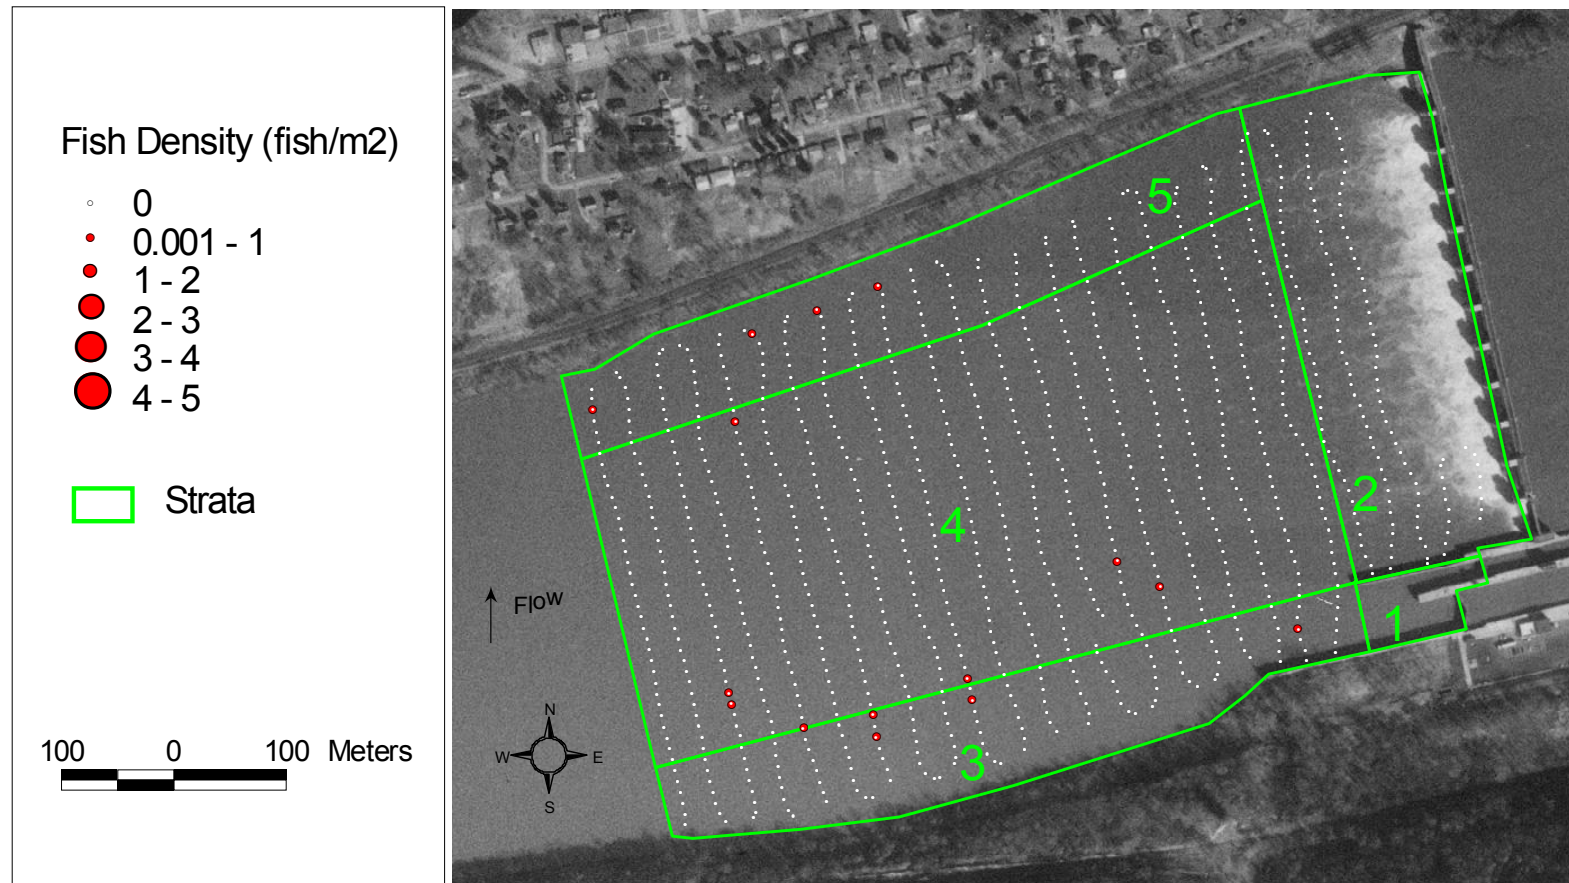 Fish Density (fish/m2)
0
0.001 - 1
1 - 2
2 - 3
3 - 4
4 - 5
Strata
100 0 100 Meters
5
4
2
1
3
Flow
N
W E
S